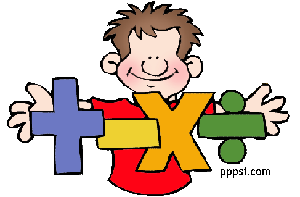 + - x ÷
pppst.com